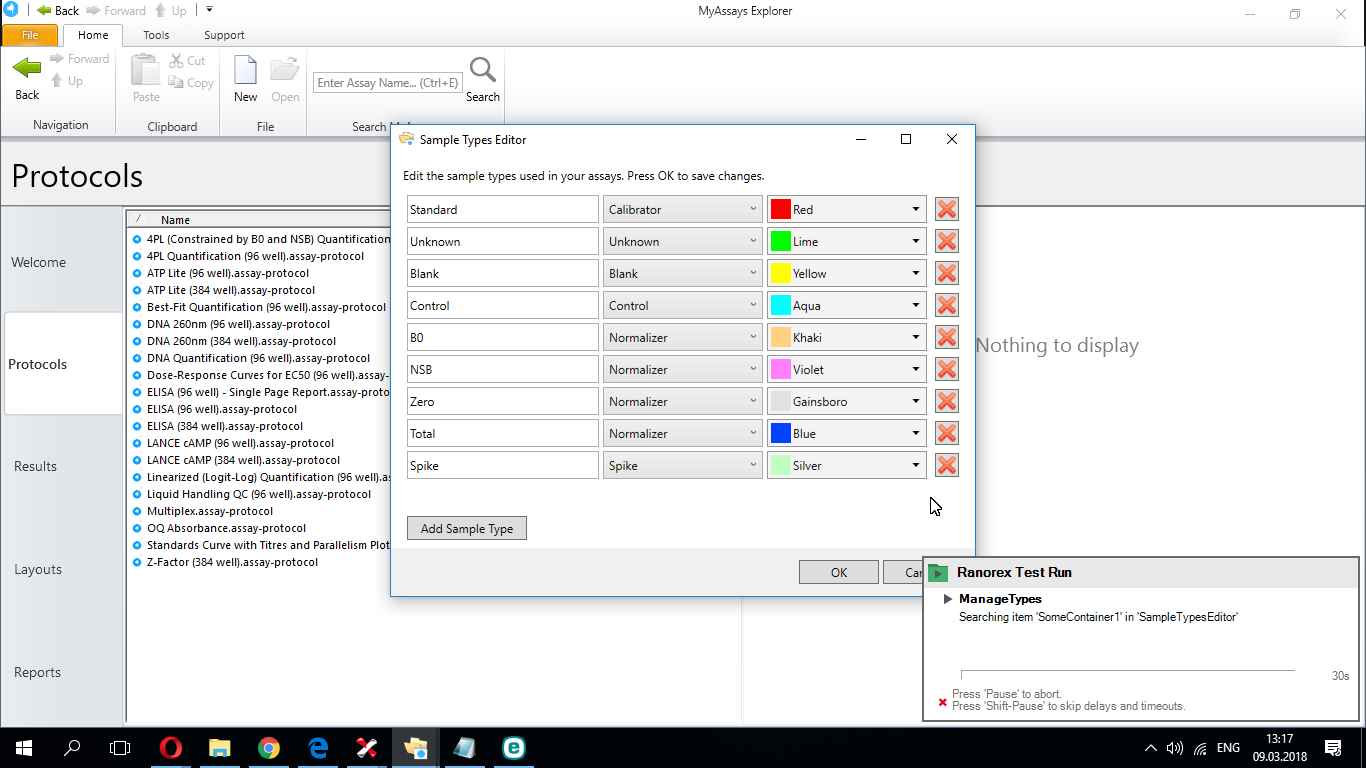 Back Forward Up
MyAssays Explorer
File Home Tools Support
Back
Forward
Up
Navigation
Paste
Cut
Copy
Clipboard
New Open
File
Enter Assay Name... (Ctrl+E)
Search
Search
Protocols
Welcome
Protocols
Results
Layouts
Reports
Name
4PL (Constrained by B0 and NSB) Quantification
4PL Quantification (96 well).assay-protocol
ATP Lite (96 well).assay-protocol
ATP Lite (384 well).assay-protocol
Best-Fit Quantification (96 well).assay-protocol
DNA 260nm (96 well).assay-protocol
DNA 260nm (384 well).assay-protocol
DNA Quantification (96 well).assay-protocol
Dose-Response Curves for EC50 (96 well).assay-
ELISA (96 well) - Single Page Report.assay-proto
ELISA (96 well).assay-protocol
ELISA (384 well).assay-protocol
LANCE cAMP (96 well).assay-protocol
LANCE cAMP (384 well).assay-protocol
Linearized (Logit-Log) Quantification (96 well).as
Liquid Handling QC (96 well).assay-protocol
Multiplex.assay-protocol
OQ Absorbance.assay-protocol
Standards Curve with Titres and Parallelism Plot
Z-Factor (384 well).assay-protocol
Nothing to display
Sample Types Editor
Edit the sample types used in your assays. Press OK to save changes.
Standard Calibrator Red
Unknown Unknown Lime
Blank Blank Yellow
Control Control Aqua
B0 Normalizer Khaki
NSB Normalizer Violet
Zero Normalizer Gainsboro
Total Normalizer Blue
Spike Spike Silver
Add Sample Type
OK Can
Ranorex Test Run
ManageTypes
Searching item 'SomeContainer1' in 'SampleTypesEditor'
30s
Press 'Pause' to abort.
Press 'Shift-Pause' to skip delays and timeouts.
ENG
13:17
09.03.2018